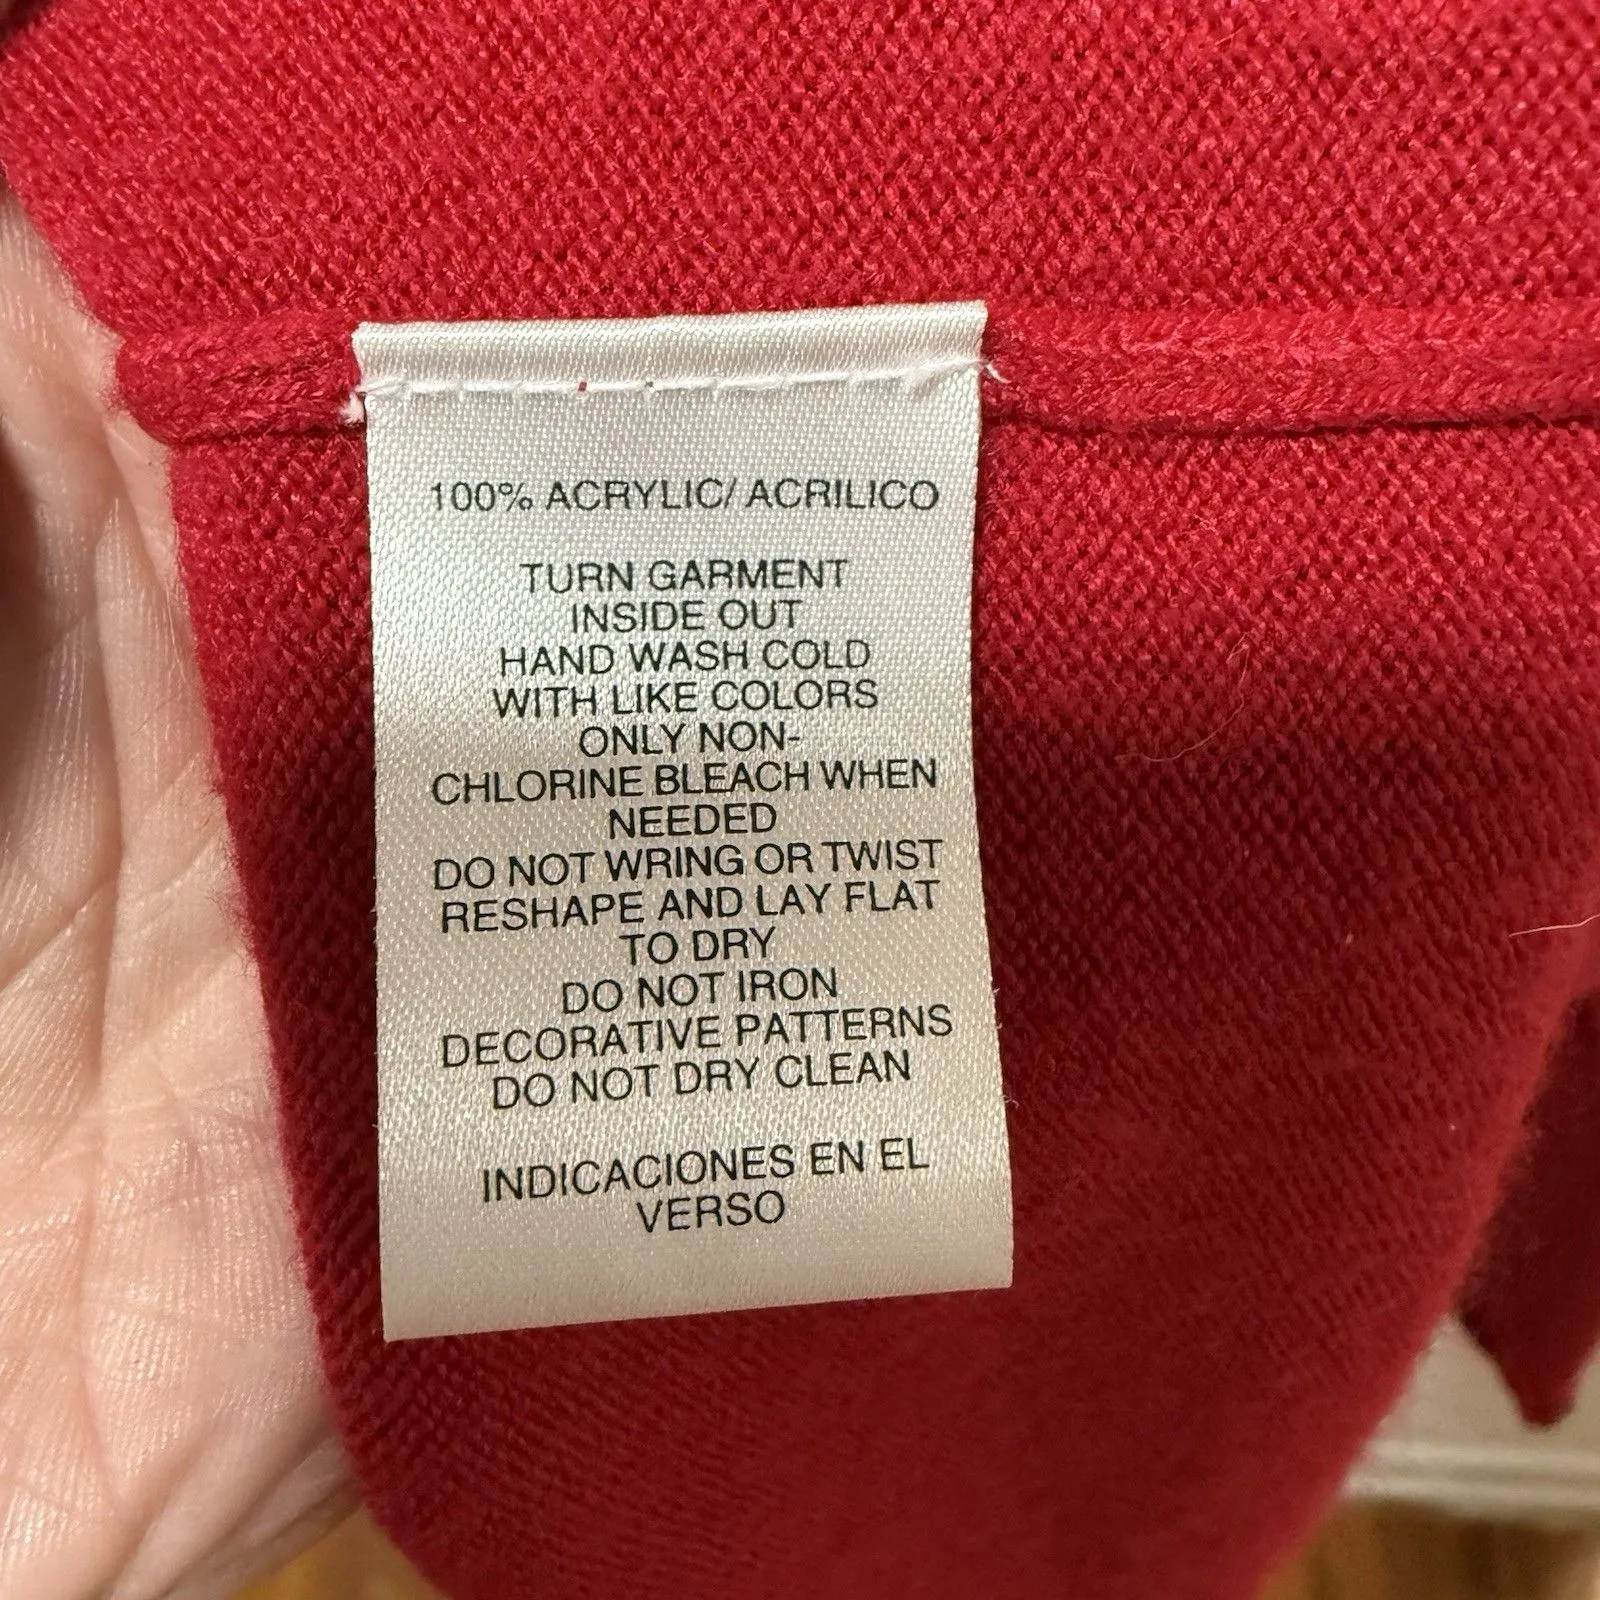 100% ACRYLIC/ ACRILICO
TURN GARMENT
INSIDE OUT
HAND WASH COLD
WITH LIKE COLORS
ONLY NON-
CHLORINE BLEACH WHEN
NEEDED
DO NOT WRING OR TWIST
RESHAPE AND LAY FLAT
TO DRY
DO NOT IRON
DECORATIVE PATTERNS
DO NOT DRY CLEAN
INDICACIONES EN EL
VERSO